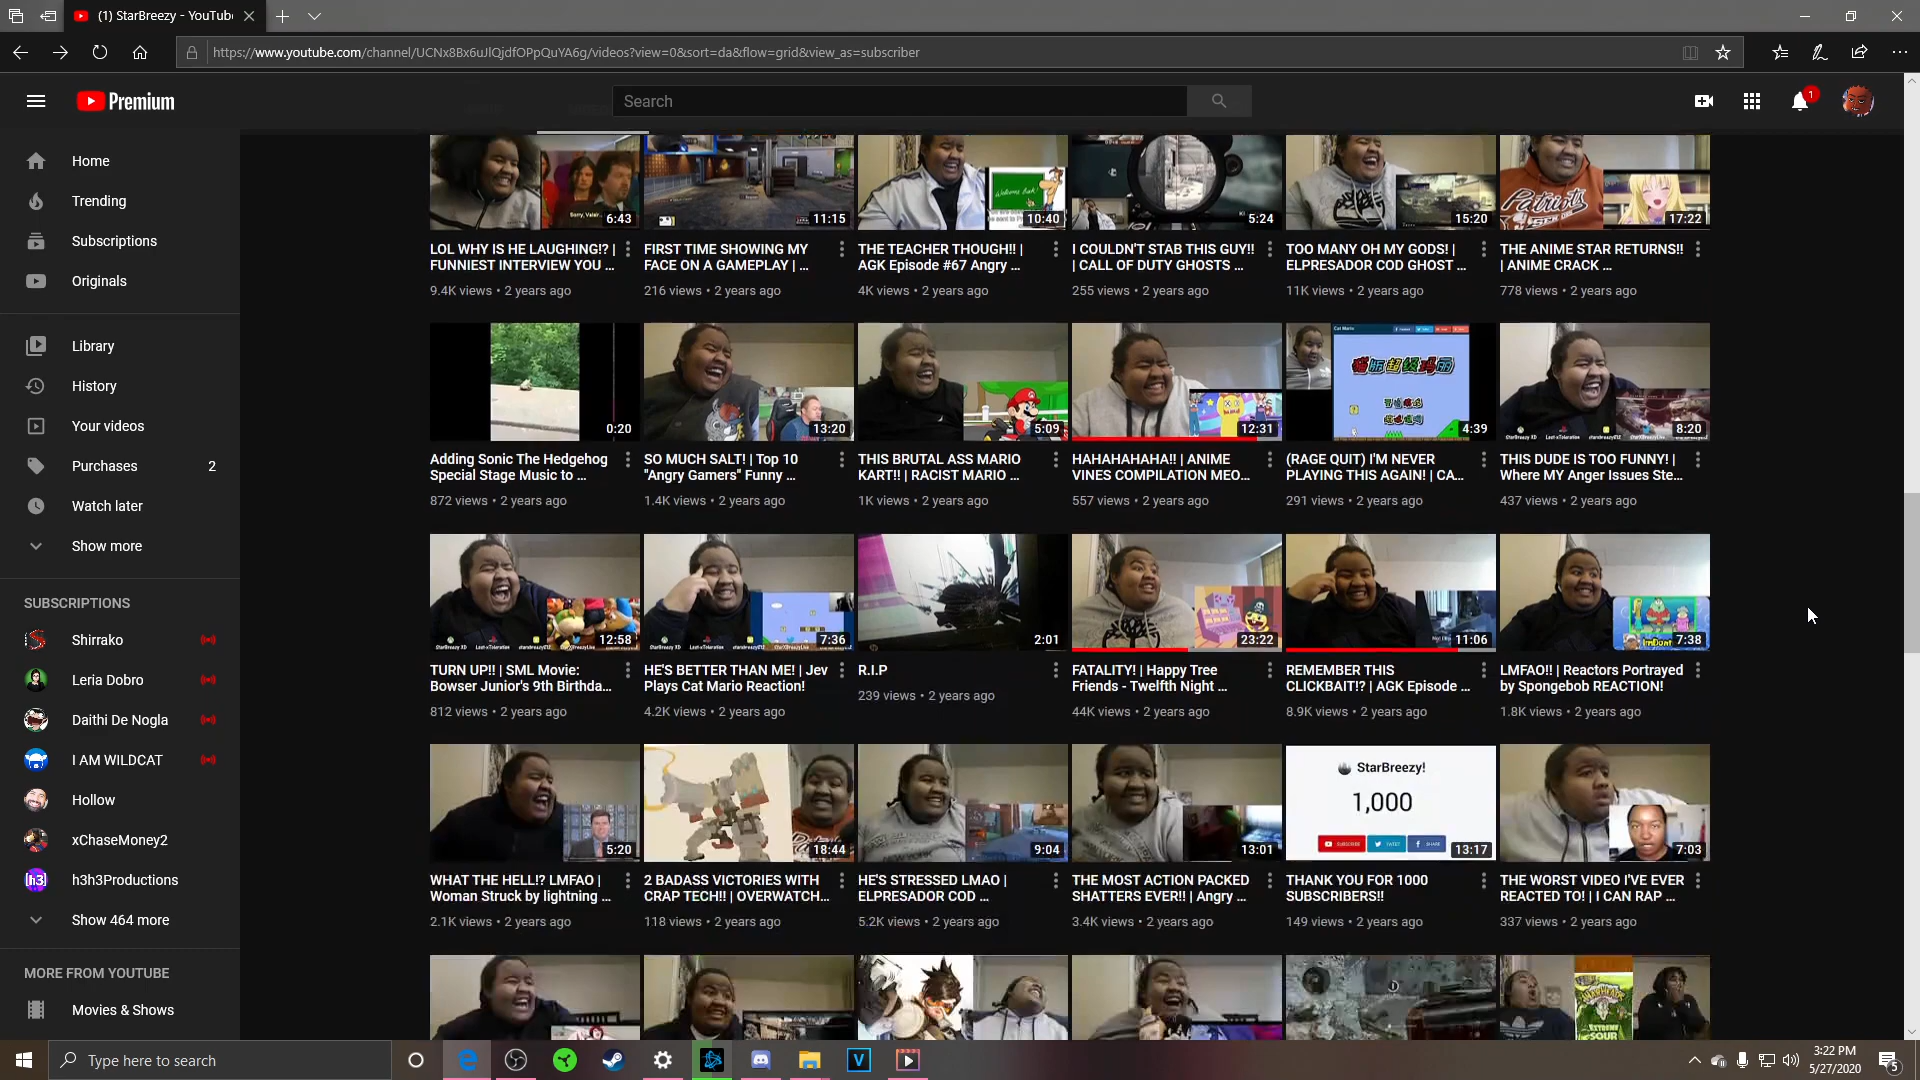 (1) StarBreezy - YouTube
https://www.youtube.com/channel/UCNx8Bx6uJlQjdfOPpQuYA6g/videos?view=0&sort=da&flow=grid&view_as=subscriber
Premium
Search
1
Home
Trending
Subscriptions
Originals
Library
History
Your videos
Purchases 2
Watch later
Show more
SUBSCRIPTIONS
Shirrako
Leria Dobro
Daithi De Nogla
I AM WILDCAT
Hollow
xChaseMoney2
h3h3Productions
Show 464 more
MORE FROM YOUTUBE
Movies & Shows
6:43
11:15
Welcome Back!
10:40
5:24
15:20
Patriots
17:22
LOL WHY IS HE LAUGHING!? |
FUNNIEST INTERVIEW YOU ...
9.4K views • 2 years ago
FIRST TIME SHOWING MY
FACE ON A GAMEPLAY | ...
216 views • 2 years ago
THE TEACHER THOUGH!! |
AGK Episode #67 Angry ...
4K views • 2 years ago
I COULDN'T STAB THIS GUY!!
| CALL OF DUTY GHOSTS ...
255 views • 2 years ago
TOO MANY OH MY GODS! |
ELPRESADOR COD GHOST ...
11K views • 2 years ago
THE ANIME STAR RETURNS!!
| ANIME CRACK ...
778 views • 2 years ago
0:20
13:20
5:09
12:31
Cat Mario
4:39
8:20
Adding Sonic The Hedgehog
Special Stage Music to ...
872 views • 2 years ago
SO MUCH SALT! | Top 10
"Angry Gamers" Funny ...
1.4K views • 2 years ago
THIS BRUTAL ASS MARIO
KART!! | RACIST MARIO ...
1K views • 2 years ago
HAHAHAHAHA!! | ANIME
VINES COMPILATION MEO...
557 views • 2 years ago
(RAGE QUIT) I'M NEVER
PLAYING THIS AGAIN! | CA...
291 views • 2 years ago
THIS DUDE IS TOO FUNNY! |
Where MY Anger Issues Ste...
437 views • 2 years ago
12:58
7:36
2:01
23:22
11:06
7:38
TURN UP!! | SML Movie:
Bowser Junior's 9th Birthda...
812 views • 2 years ago
HE'S BETTER THAN ME! | Jev
Plays Cat Mario Reaction!
4.2K views • 2 years ago
R.I.P
239 views • 2 years ago
FATALITY! | Happy Tree
Friends - Twelfth Night ...
44K views • 2 years ago
REMEMBER THIS
CLICKBAIT!? | AGK Episode ...
8.9K views • 2 years ago
LMFAO!! | Reactors Portrayed
by Spongebob REACTION!
1.8K views • 2 years ago
5:20
18:44
9:04
13:01
StarBreezy!
1,000
SUBSCRIBE TWEET SHARE
13:17
7:03
WHAT THE HELL!? LMFAO |
Woman Struck by lightning ...
2.1K views • 2 years ago
2 BADASS VICTORIES WITH
CRAP TECH!! | OVERWATCH...
118 views • 2 years ago
HE'S STRESSED LMAO |
ELPRESADOR COD ...
5.2K views • 2 years ago
THE MOST ACTION PACKED
SHATTERS EVER!! | Angry ...
3.4K views • 2 years ago
THANK YOU FOR 1000
SUBSCRIBERS!!
149 views • 2 years ago
THE WORST VIDEO I'VE EVER
REACTED TO! | I CAN RAP ...
337 views • 2 years ago
Type here to search
3:22 PM
5/27/2020
5